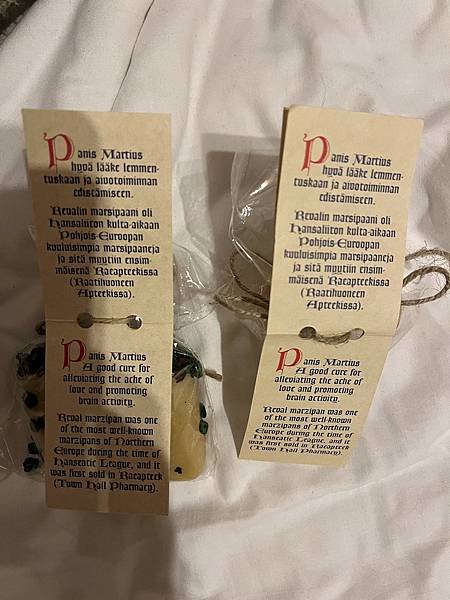 Panis Martius
hyvä lääke lemmen-
tuskaan ja aivotoiminnan
edistämiseen.
Revalin marsipaani oli
Hansaliiton kulta-aikaan
Pohjois-Euroopan
kuuluisimpia marsipaaneja
ja sitä myytiin ensim-
mäisenä Raeapteekissa
(Raatihuoneen
Apteekissa).
Panis Martius
A good cure for
alleviating the ache of
love and promoting
brain activity.
Reval marzipan was one
of the most well-known
marzipans of Northern
Europe during the time of
Hanseatic League, and it
was first sold in Raeapteek
(Town Hall Pharmacy).
Panis Martius
hyvä lääke lemmen-
tuskaan ja aivotoiminnan
edistämiseen.
Revalin marsipaani oli
Hansaliiton kulta-aikaan
Pohjois-Euroopan
kuuluisimpia marsipaaneja
ja sitä myytiin ensim-
mäisenä Raeapteekissa
(Raatihuoneen
Apteekissa).
Panis Martius
A good cure for
alleviating the ache of
love and promoting
brain activity.
Reval marzipan was one
of the most well-known
marzipans of Northern
Europe during the time of
Hanseatic League, and it
was first sold in Raeapteek
(Town Hall Pharmacy).